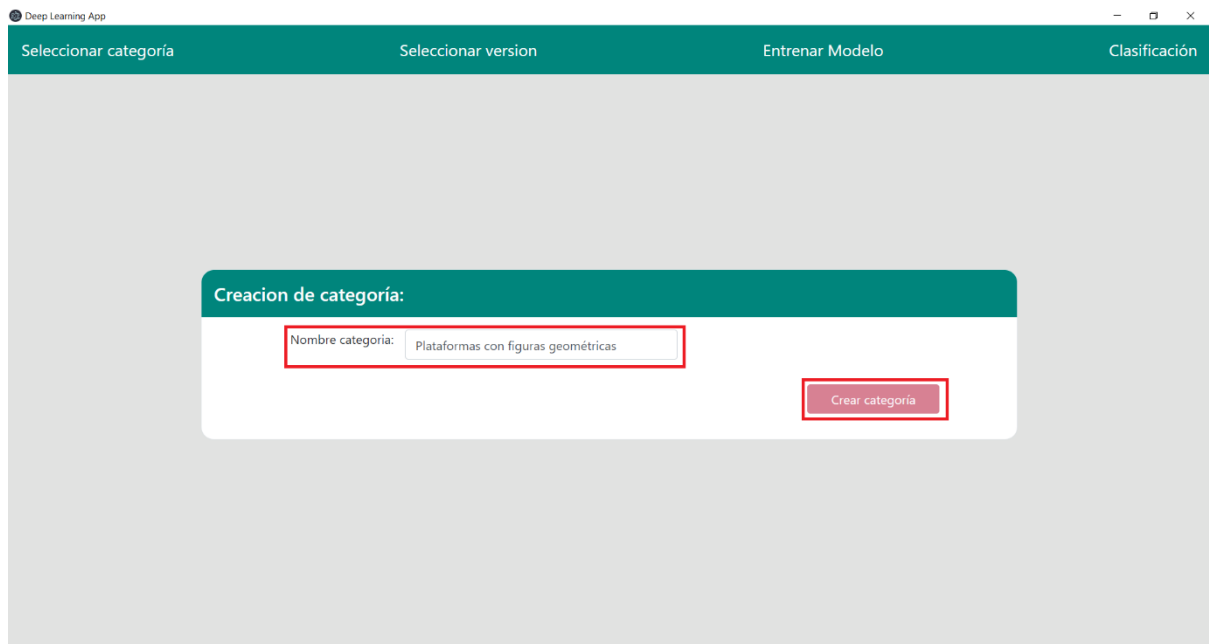 Deep Learning App
Seleccionar categoría Seleccionar version Entrenar Modelo Clasificación
Creacion de categoría:
Nombre categoria: Plataformas con figuras geométricas
Crear categoría